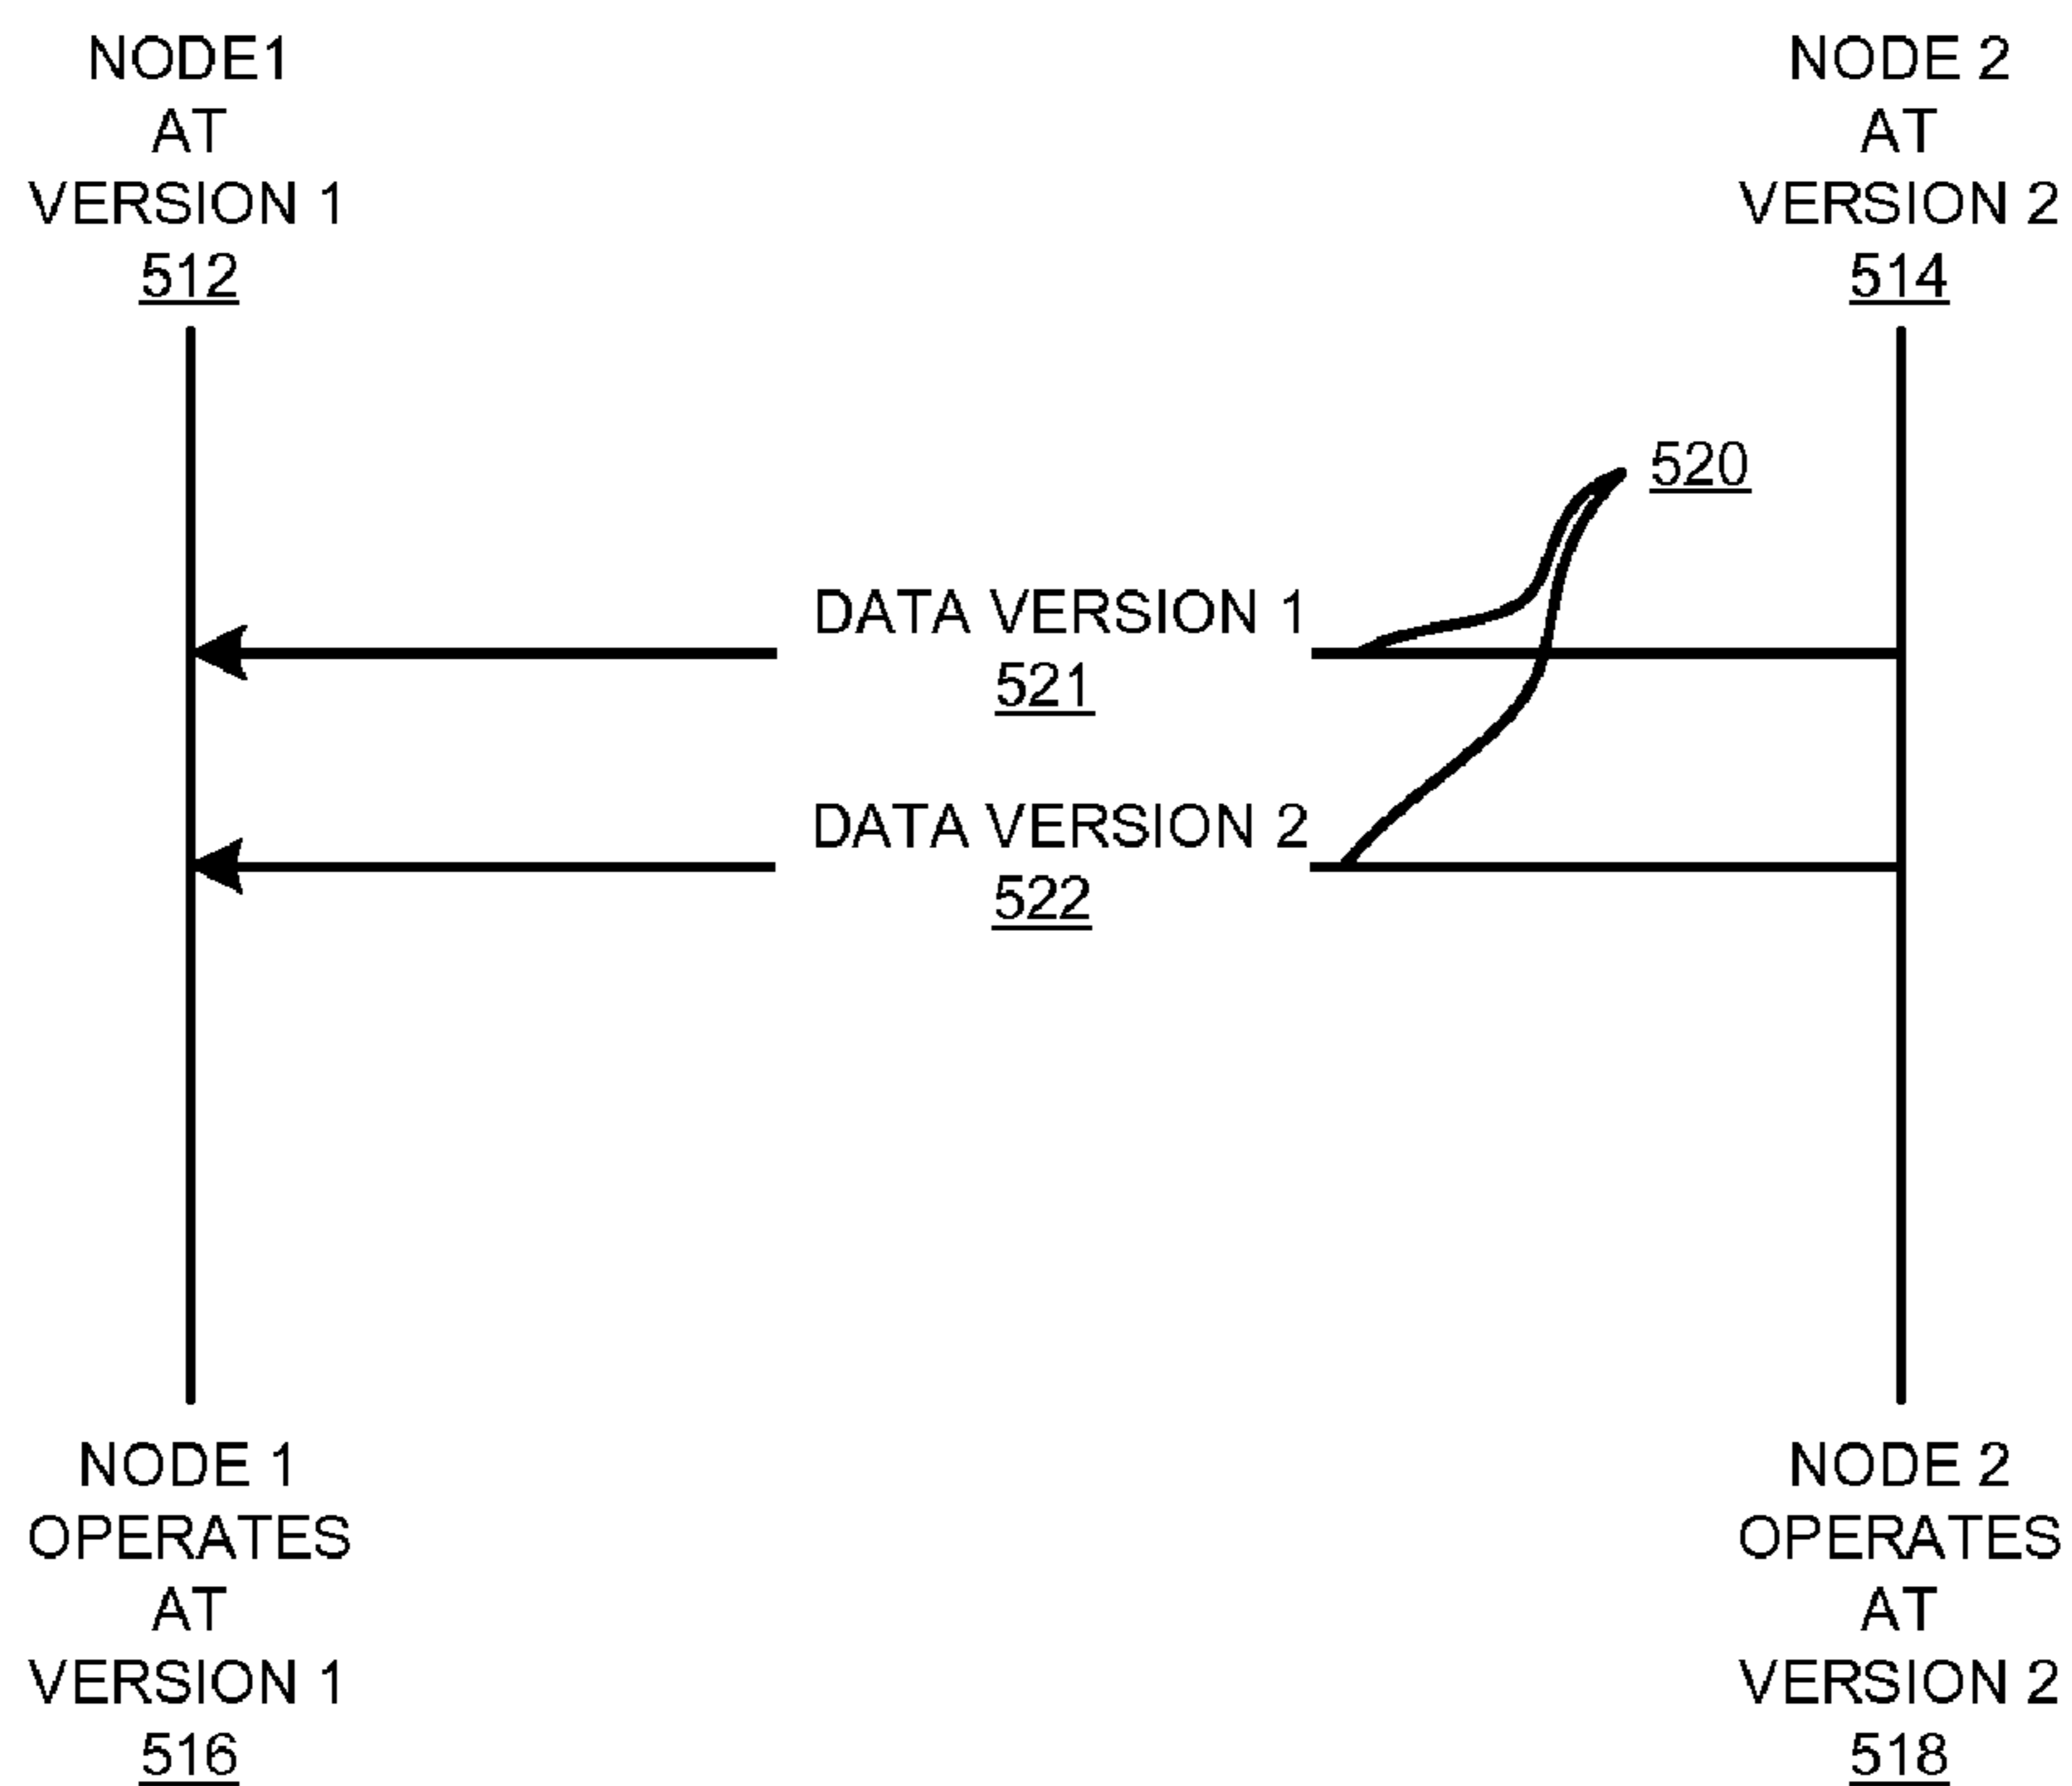 NODE1
AT
VERSION 1
512
NODE 2
AT
VERSION 2
514
520
DATA VERSION 1
521
DATA VERSION 2
522
NODE 1
OPERATES
AT
VERSION 1
516
NODE 2
OPERATES
AT
VERSION 2
518